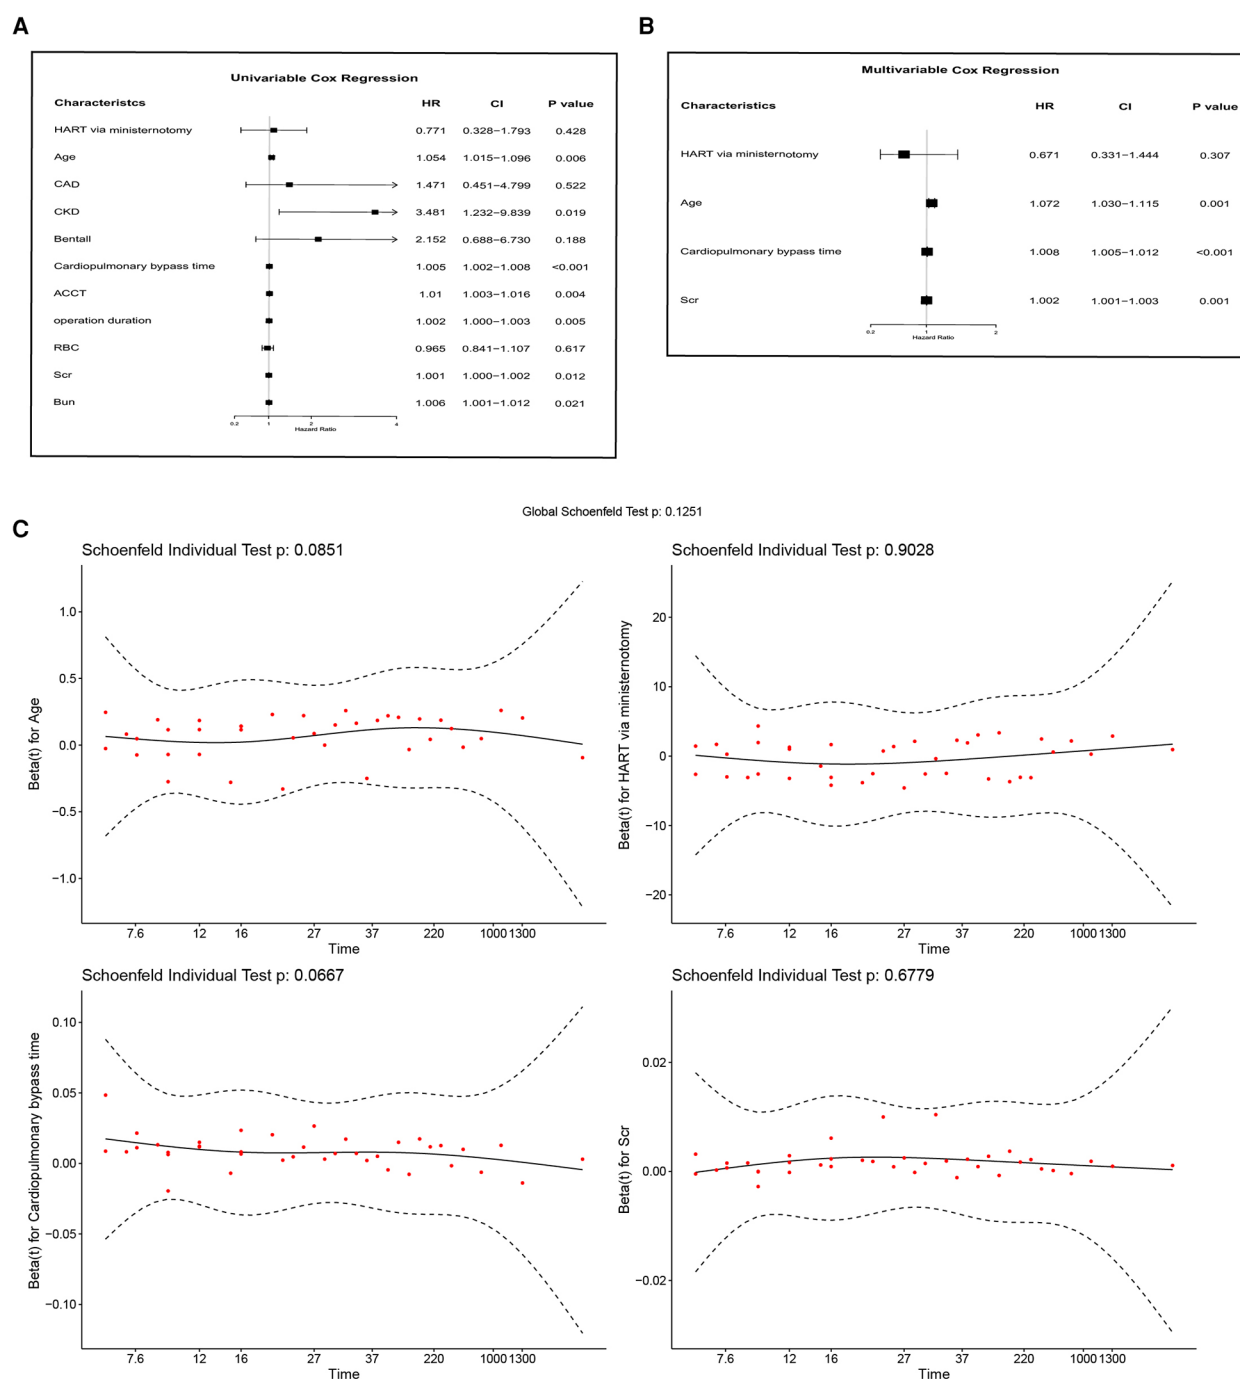 A
Univariable Cox Regression
Characteristcs HR CI P value
HART via ministernotomy 0.771 0.328−1.793 0.428
Age 1.054 1.015−1.096 0.006
CAD 1.471 0.451−4.799 0.522
CKD 3.481 1.232−9.839 0.019
Bentall 2.152 0.688−6.730 0.188
Cardiopulmonary bypass time 1.005 1.002−1.008 <0.001
ACCT 1.01 1.003−1.016 0.004
operation duration 1.002 1.000−1.003 0.005
RBC 0.965 0.841−1.107 0.617
Scr 1.001 1.000−1.002 0.012
Bun 1.006 1.001−1.012 0.021
0.2 1 2 4
Hazard Ratio
B
Multivariable Cox Regression
Characteristics HR CI P value
HART via ministernotomy 0.671 0.331−1.444 0.307
Age 1.072 1.030−1.115 0.001
Cardiopulmonary bypass time 1.008 1.005−1.012 <0.001
Scr 1.002 1.001−1.003 0.001
0.2 1 2
Hazard Ratio
C
Global Schoenfeld Test p: 0.1251
Schoenfeld Individual Test p: 0.0851
Beta(t) for Age
1.0
0.5
0.0
−0.5
−1.0
7.6 12 16 27 37 220 1000 1300
Time
Schoenfeld Individual Test p: 0.9028
Beta(t) for HART via ministernotomy
20
10
0
−10
−20
7.6 12 16 27 37 220 1000 1300
Time
Schoenfeld Individual Test p: 0.0667
Beta(t) for Cardiopulmonary bypass time
0.10
0.05
0.00
−0.05
−0.10
7.6 12 16 27 37 220 1000 1300
Time
Schoenfeld Individual Test p: 0.6779
Beta(t) for Scr
0.02
0.00
−0.02
7.6 12 16 27 37 220 1000 1300
Time